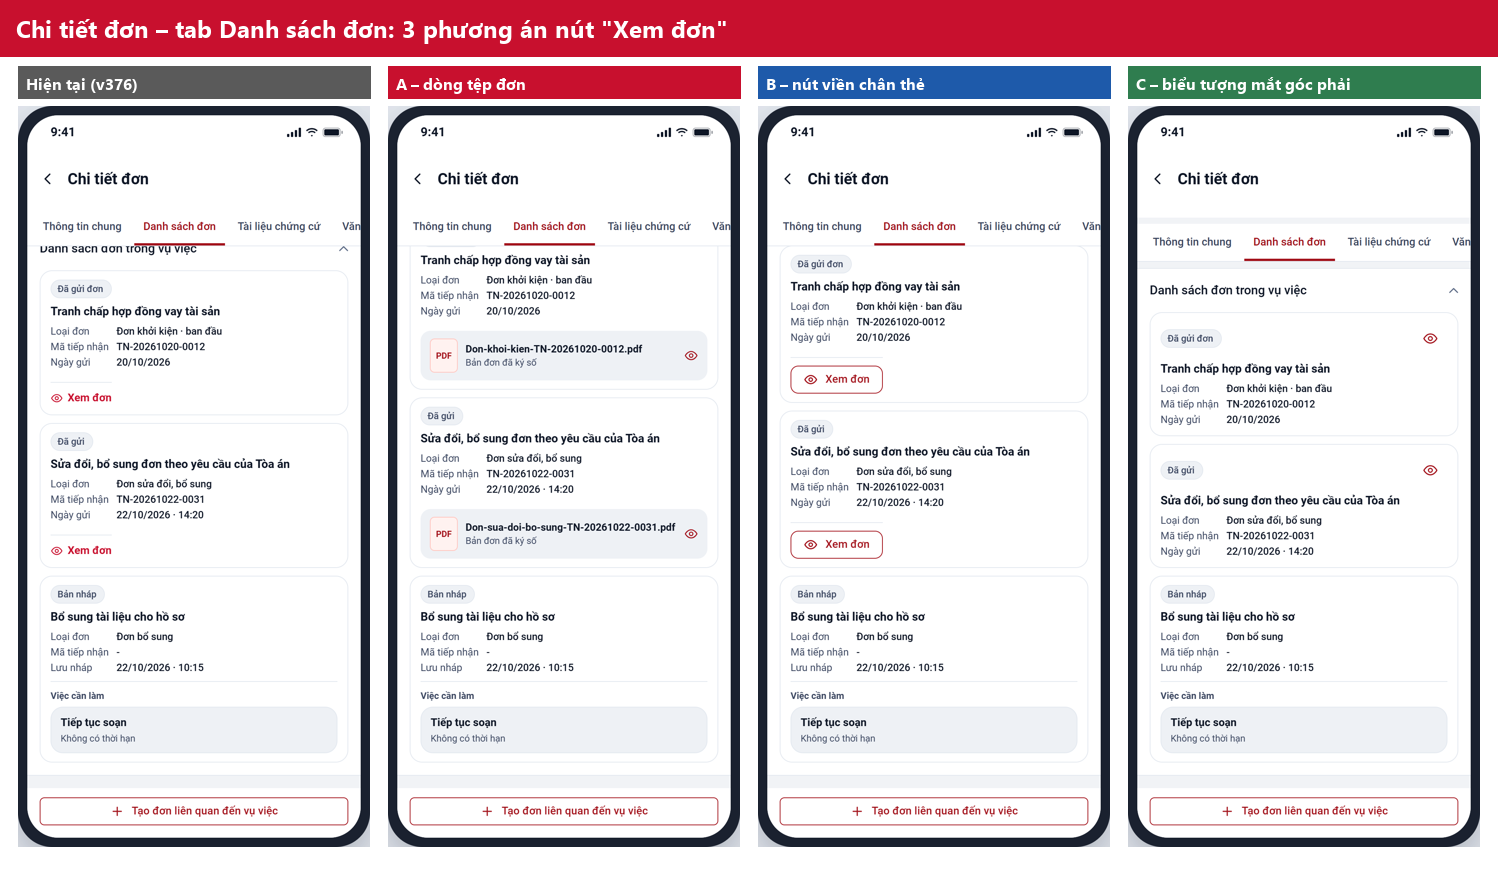 Chi tiết đơn – tab Danh sách đơn: 3 phương án nút "Xem đơn"
Hiện tại (v376)
9:41
Chi tiết đơn
Thông tin chung Danh sách đơn Tài liệu chứng cứ Văn
Danh sách đơn trong vụ việc
Đã gửi đơn
Tranh chấp hợp đồng vay tài sản
Loại đơn Đơn khởi kiện · ban đầu
Mã tiếp nhận TN-20261020-0012
Ngày gửi 20/10/2026
Xem đơn
Đã gửi
Sửa đổi, bổ sung đơn theo yêu cầu của Tòa án
Loại đơn Đơn sửa đổi, bổ sung
Mã tiếp nhận TN-20261022-0031
Ngày gửi 22/10/2026 · 14:20
Xem đơn
Bản nháp
Bổ sung tài liệu cho hồ sơ
Loại đơn Đơn bổ sung
Mã tiếp nhận -
Lưu nháp 22/10/2026 · 10:15
Việc cần làm
Tiếp tục soạn
Không có thời hạn
+ Tạo đơn liên quan đến vụ việc
A – dòng tệp đơn
9:41
Chi tiết đơn
Thông tin chung Danh sách đơn Tài liệu chứng cứ Văn
Tranh chấp hợp đồng vay tài sản
Loại đơn Đơn khởi kiện · ban đầu
Mã tiếp nhận TN-20261020-0012
Ngày gửi 20/10/2026
PDF
Don-khoi-kien-TN-20261020-0012.pdf
Bản đơn đã ký số
Đã gửi
Sửa đổi, bổ sung đơn theo yêu cầu của Tòa án
Loại đơn Đơn sửa đổi, bổ sung
Mã tiếp nhận TN-20261022-0031
Ngày gửi 22/10/2026 · 14:20
PDF
Don-sua-doi-bo-sung-TN-20261022-0031.pdf
Bản đơn đã ký số
Bản nháp
Bổ sung tài liệu cho hồ sơ
Loại đơn Đơn bổ sung
Mã tiếp nhận -
Lưu nháp 22/10/2026 · 10:15
Việc cần làm
Tiếp tục soạn
Không có thời hạn
+ Tạo đơn liên quan đến vụ việc
B – nút viền chân thẻ
9:41
Chi tiết đơn
Thông tin chung Danh sách đơn Tài liệu chứng cứ Văn
Đã gửi đơn
Tranh chấp hợp đồng vay tài sản
Loại đơn Đơn khởi kiện · ban đầu
Mã tiếp nhận TN-20261020-0012
Ngày gửi 20/10/2026
Xem đơn
Đã gửi
Sửa đổi, bổ sung đơn theo yêu cầu của Tòa án
Loại đơn Đơn sửa đổi, bổ sung
Mã tiếp nhận TN-20261022-0031
Ngày gửi 22/10/2026 · 14:20
Xem đơn
Bản nháp
Bổ sung tài liệu cho hồ sơ
Loại đơn Đơn bổ sung
Mã tiếp nhận -
Lưu nháp 22/10/2026 · 10:15
Việc cần làm
Tiếp tục soạn
Không có thời hạn
+ Tạo đơn liên quan đến vụ việc
C – biểu tượng mắt góc phải
9:41
Chi tiết đơn
Thông tin chung Danh sách đơn Tài liệu chứng cứ Văn
Danh sách đơn trong vụ việc
Đã gửi đơn
Tranh chấp hợp đồng vay tài sản
Loại đơn Đơn khởi kiện · ban đầu
Mã tiếp nhận TN-20261020-0012
Ngày gửi 20/10/2026
Đã gửi
Sửa đổi, bổ sung đơn theo yêu cầu của Tòa án
Loại đơn Đơn sửa đổi, bổ sung
Mã tiếp nhận TN-20261022-0031
Ngày gửi 22/10/2026 · 14:20
Bản nháp
Bổ sung tài liệu cho hồ sơ
Loại đơn Đơn bổ sung
Mã tiếp nhận -
Lưu nháp 22/10/2026 · 10:15
Việc cần làm
Tiếp tục soạn
Không có thời hạn
+ Tạo đơn liên quan đến vụ việc